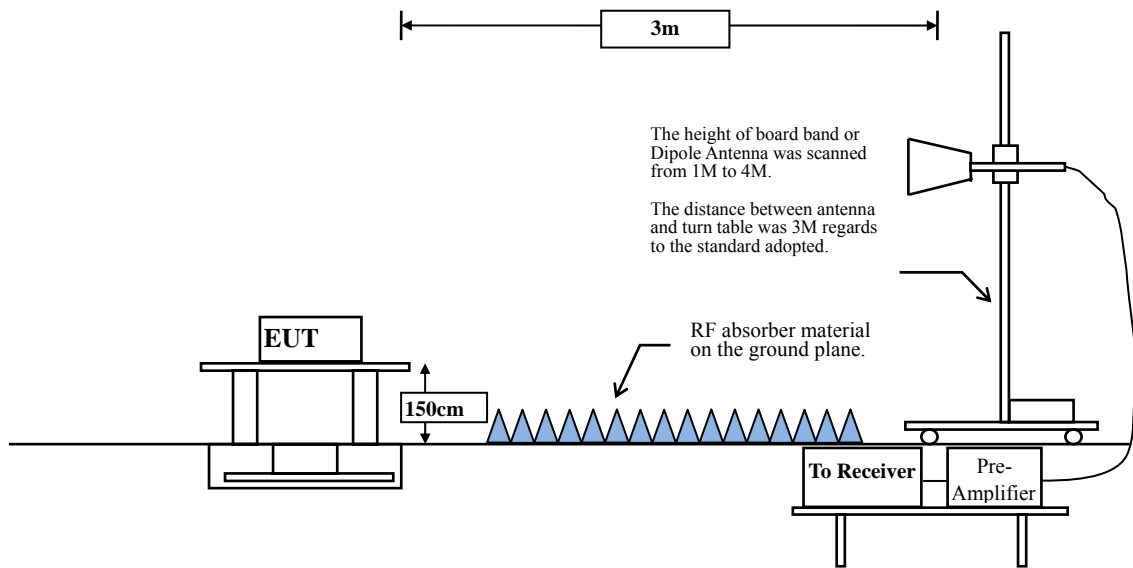 3m
The height of board band or
Dipole Antenna was scanned
from 1M to 4M.
The distance between antenna
and turn table was 3M regards
to the standard adopted.
EUT
RF absorber material
on the ground plane.
150cm
To Receiver
Pre-
Amplifier